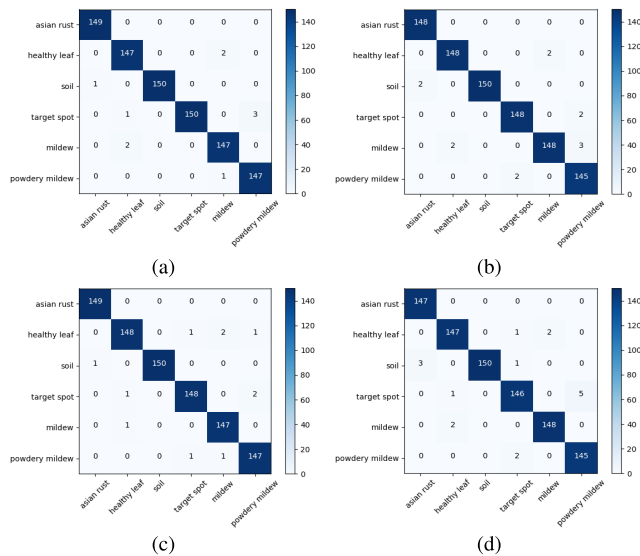 asian rust 149 0 0 0 0 0
healthy leaf 0 147 0 0 2 0
soil 1 0 150 0 0 0
target spot 0 1 0 150 0 3
mildew 0 2 0 0 147 0
powdery mildew 0 0 0 0 1 147
asian rust healthy leaf soil target spot mildew powdery mildew
140
120
100
80
60
40
20
0
(a)
asian rust 148 0 0 0 0 0
healthy leaf 0 148 0 0 2 0
soil 2 0 150 0 0 0
target spot 0 0 0 148 0 2
mildew 0 2 0 0 148 3
powdery mildew 0 0 0 2 0 145
asian rust healthy leaf soil target spot mildew powdery mildew
140
120
100
80
60
40
20
0
(b)
asian rust 149 0 0 0 0 0
healthy leaf 0 148 0 1 2 1
soil 1 0 150 0 0 0
target spot 0 1 0 148 0 2
mildew 0 1 0 0 147 0
powdery mildew 0 0 0 1 1 147
asian rust healthy leaf soil target spot mildew powdery mildew
140
120
100
80
60
40
20
0
(c)
asian rust 147 0 0 0 0 0
healthy leaf 0 147 0 1 2 0
soil 3 0 150 1 0 0
target spot 0 1 0 146 0 5
mildew 0 2 0 0 148 0
powdery mildew 0 0 0 2 0 145
asian rust healthy leaf soil target spot mildew powdery mildew
140
120
100
80
60
40
20
0
(d)